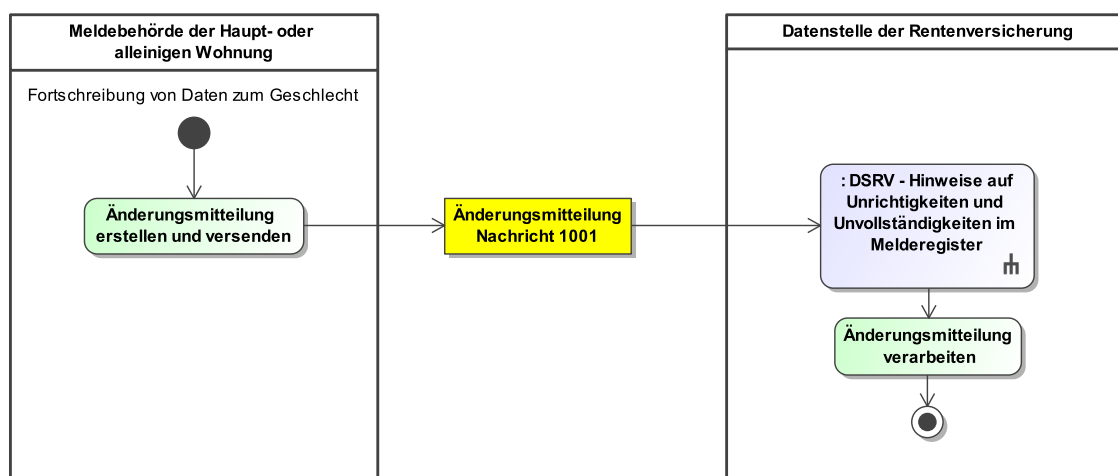 Meldebehörde der Haupt- oder
alleinigen Wohnung
Fortschreibung von Daten zum Geschlecht
Änderungsmitteilung
erstellen und versenden
Änderungsmitteilung
Nachricht 1001
Datenstelle der Rentenversicherung
: DSRV - Hinweise auf
Unrichtigkeiten und
Unvollständigkeiten im
Melderegister
Änderungsmitteilung
verarbeiten